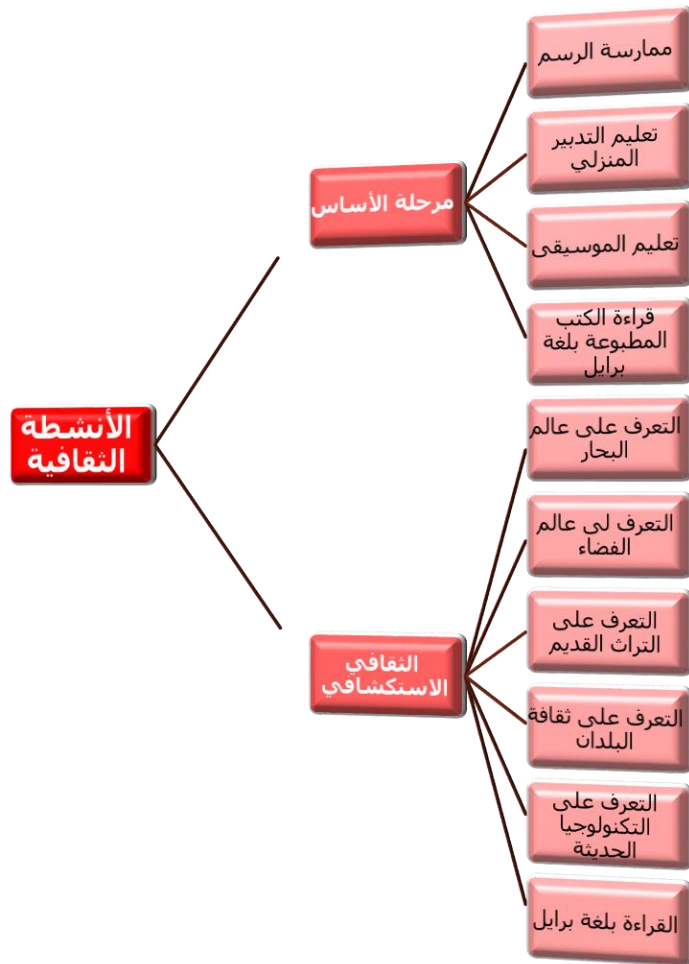 الأنشطة
الثقافية
مرحلة الأساس
ممارسة الرسم
تعليم التدبير
المنزلي
تعليم الموسيقى
قراءة الكتب
المطبوعة بلغة
برايل
الثقافي
الاستكشافي
التعرف على عالم
البحار
التعرف لى عالم
الفضاء
التعرف على
التراث القديم
التعرف على ثقافة
البلدان
التعرف على
التكنولوجيا
الحديثة
القراءة بلغة برايل